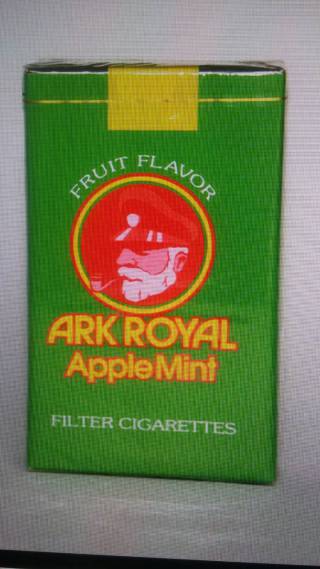 FRUIT FLAVOR
ARK ROYAL
Apple Mint
FILTER CIGARETTES